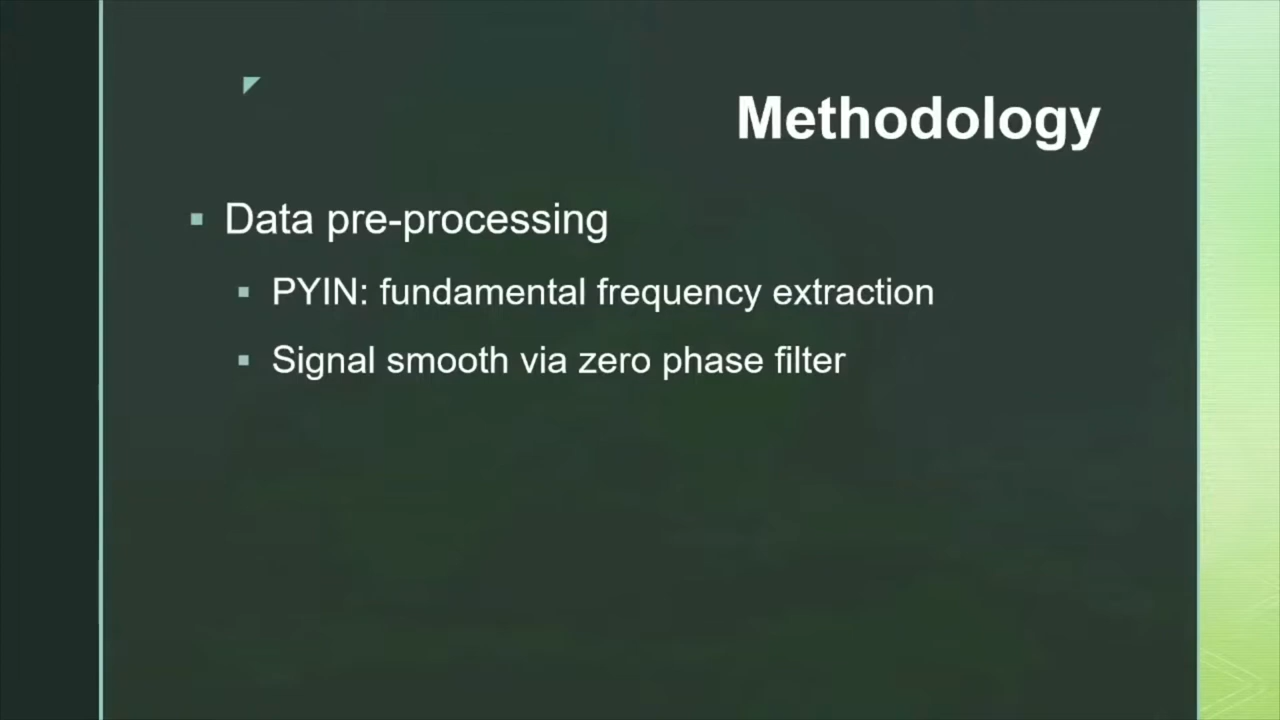 Methodology
Data pre-processing
PYIN: fundamental frequency extraction
Signal smooth via zero phase filter